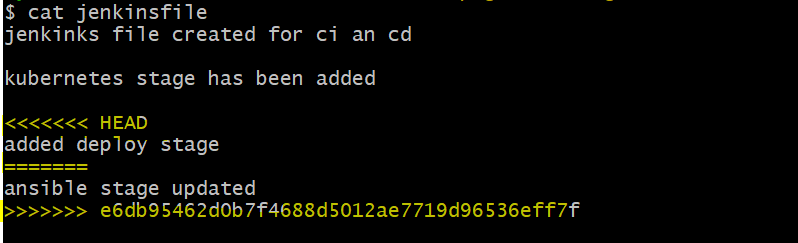 $ cat jenkinsfile
jenkinks file created for ci an cd
kubernetes stage has been added
<<<<<<< HEAD
added deploy stage
=======
ansible stage updated
>>>>>>> e6db95462d0b7f4688d5012ae7719d96536eff7f